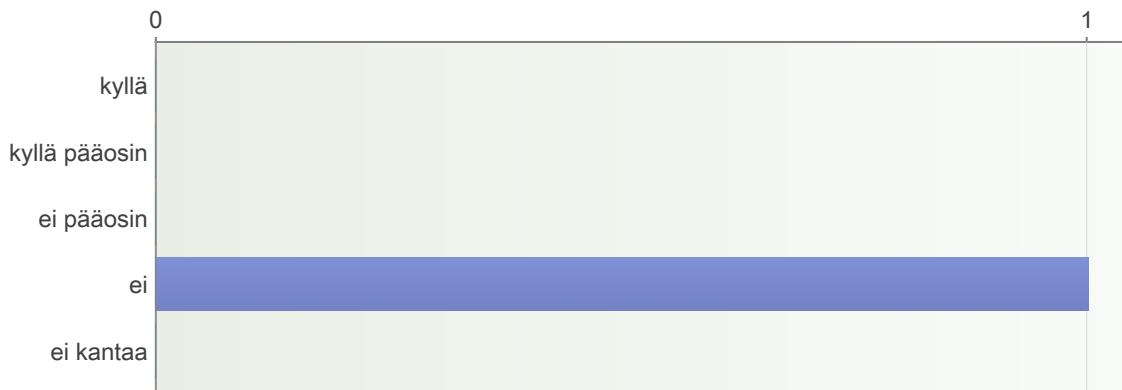 0 1
kyllä
kyllä pääosin
ei pääosin
ei
ei kantaa